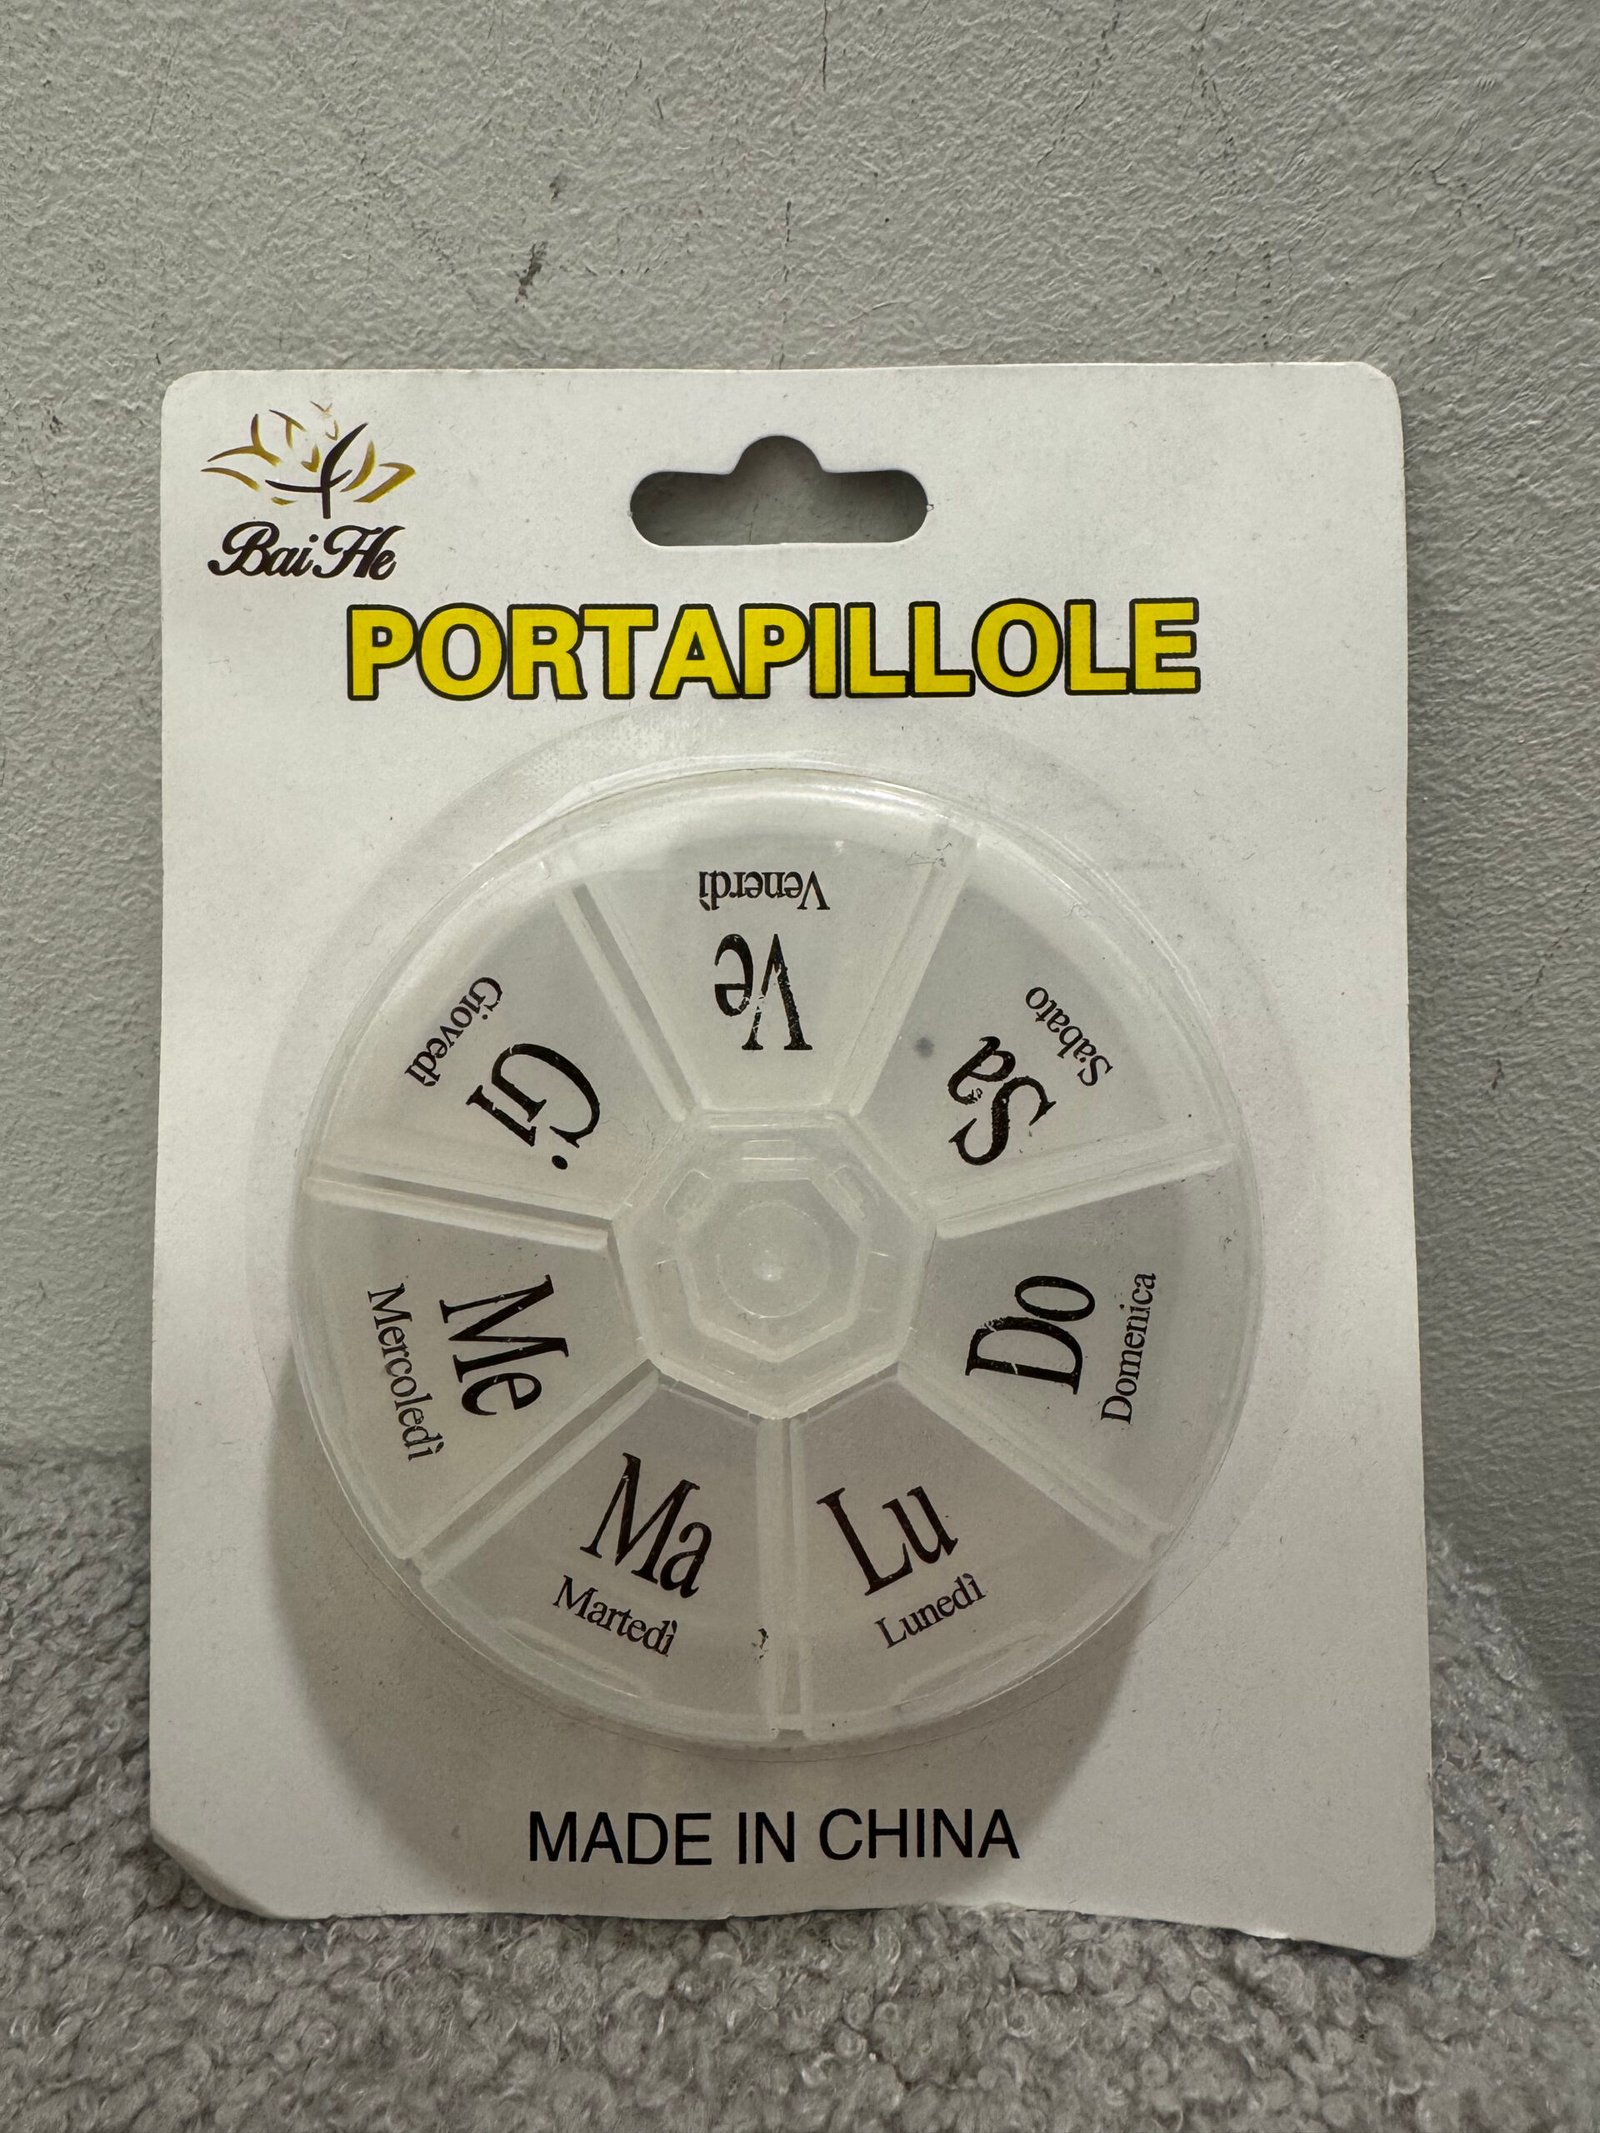 Bai He
PORTAPILLOLE
Venerdì
Ve
Sabato
Sa
Do
Domenica
Lu
Lunedì
Ma
Martedì
Me
Mercoledì
Giovedì
Gi
MADE IN CHINA